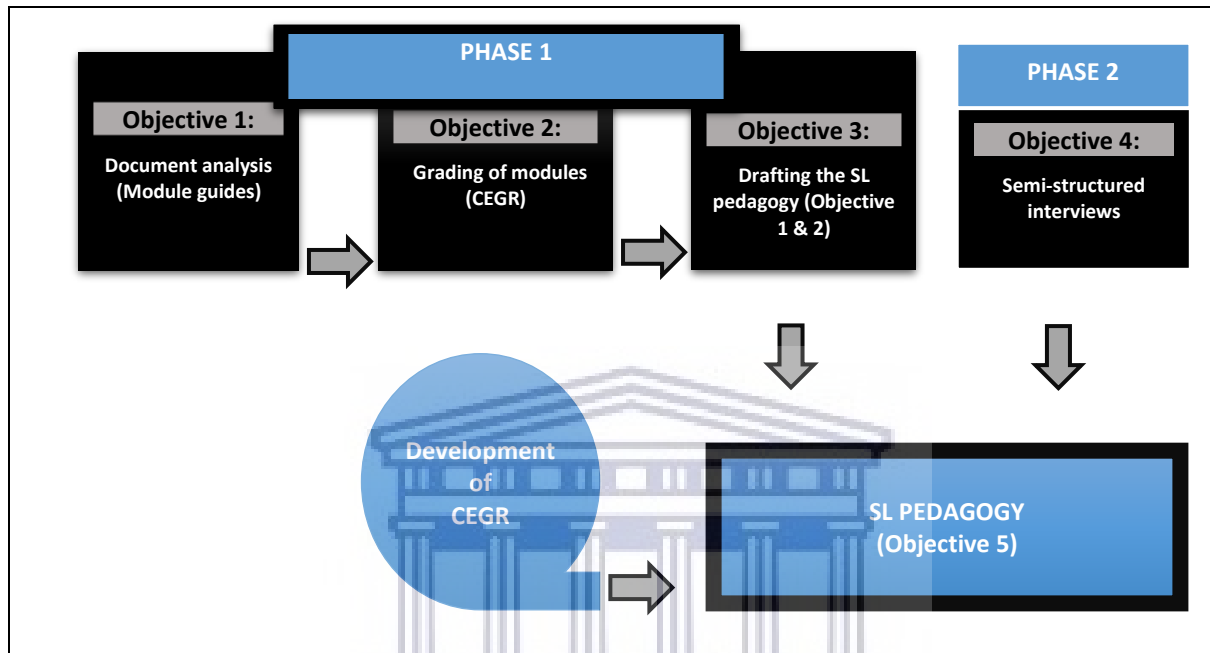 PHASE 1
Objective 1:
Document analysis
(Module guides)
Objective 2:
Grading of modules
(CEGR)
Objective 3:
Drafting the SL
pedagogy (Objective
1 & 2)
PHASE 2
Objective 4:
Semi-structured
interviews
Development
of
CEGR
SL PEDAGOGY
(Objective 5)